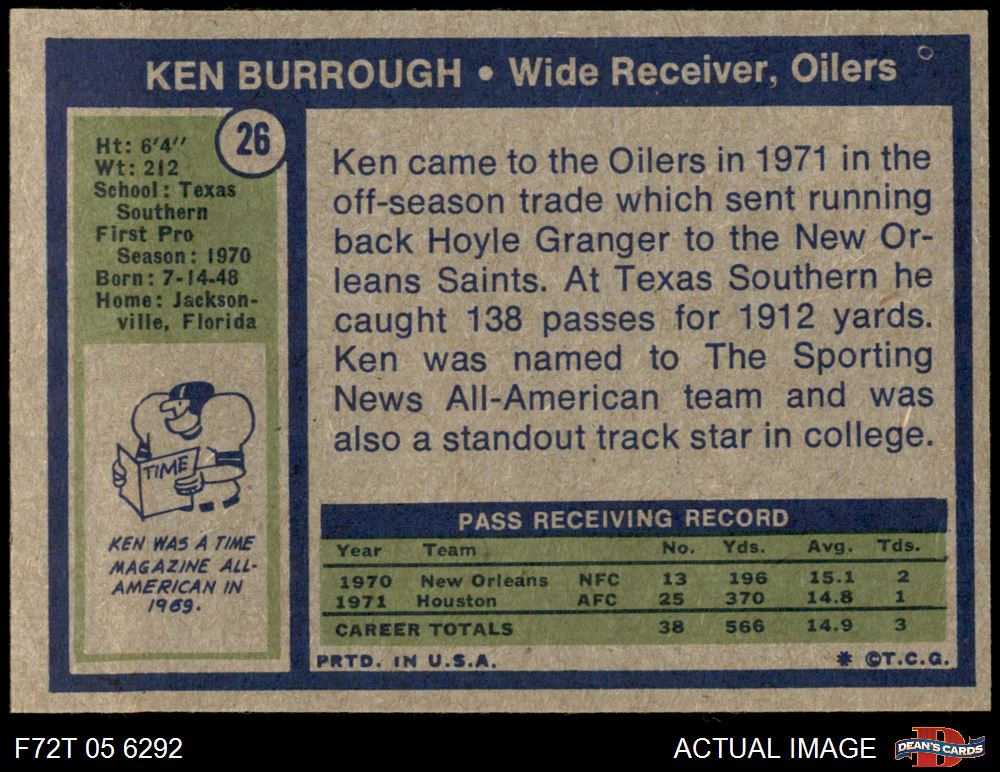 KEN BURROUGH • Wide Receiver, Oilers
26
Ht: 6'4''
Wt: 212
School: Texas
Southern
First Pro
Season: 1970
Born: 7-14-48
Home: Jackson-
ville, Florida
TIME
KEN WAS A TIME
MAGAZINE ALL-
AMERICAN IN
1969.
Ken came to the Oilers in 1971 in the
off-season trade which sent running
back Hoyle Granger to the New Or-
leans Saints. At Texas Southern he
caught 138 passes for 1912 yards.
Ken was named to The Sporting
News All-American team and was
also a standout track star in college.
PASS RECEIVING RECORD
Year Team No. Yds. Avg. Tds.
1970 New Orleans NFC 13 196 15.1 2
1971 Houston AFC 25 370 14.8 1
CAREER TOTALS 38 566 14.9 3
PRTD. IN U.S.A. * ©T.C.G.
F72T 05 6292 ACTUAL IMAGE D DEAN'S CARDS